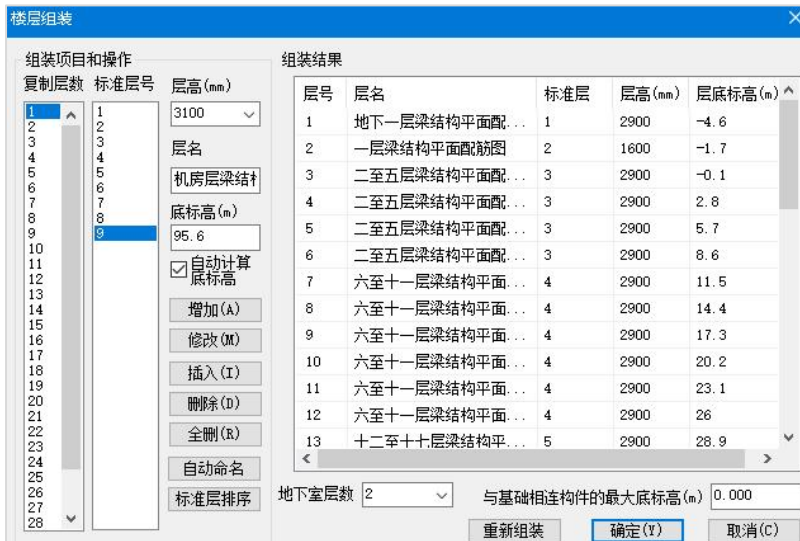 楼层组装
组装项目和操作
复制层数 标准层号 层高(mm)
1
2
3
4
5
6
7
8
9
10
11
12
13
14
15
16
17
18
19
20
21
22
23
24
25
26
27
28
1
2
3
4
5
6
7
8
9
3100
层名
机房层梁结
底标高(m)
95.6
自动计算
底标高
增加(A)
修改(M)
插入(I)
删除(D)
全删(R)
自动命名
标准层排序
组装结果
层号 层名 标准层 层高(mm) 层底标高(m)
1 地下一层梁结构平面配... 1 2900 -4.6
2 一层梁结构平面配筋图 2 1600 -1.7
3 二至五层梁结构平面配... 3 2900 -0.1
4 二至五层梁结构平面配... 3 2900 2.8
5 二至五层梁结构平面配... 3 2900 5.7
6 二至五层梁结构平面配... 3 2900 8.6
7 六至十一层梁结构平面... 4 2900 11.5
8 六至十一层梁结构平面... 4 2900 14.4
9 六至十一层梁结构平面... 4 2900 17.3
10 六至十一层梁结构平面... 4 2900 20.2
11 六至十一层梁结构平面... 4 2900 23.1
12 六至十一层梁结构平面... 4 2900 26
13 十二至十七层梁结构平... 5 2900 28.9
地下室层数 2 与基础相连构件的最大底标高(m) 0.000
重新组装 确定(Y) 取消(C)